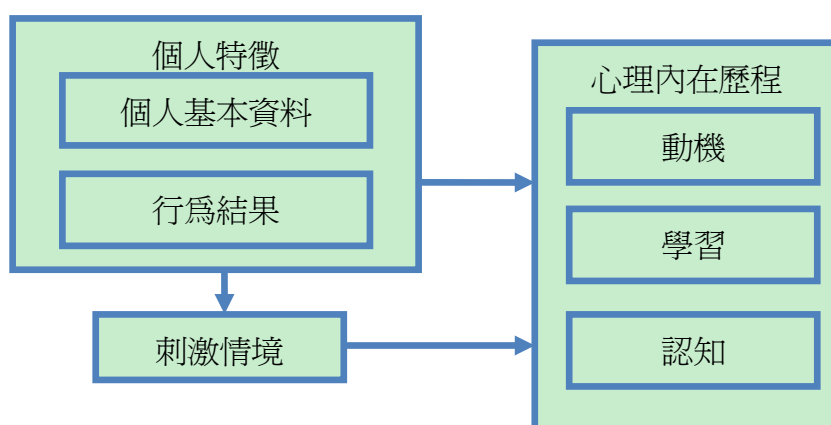 個人特徵
個人基本資料
行爲結果
刺激情境
心理內在歷程
動機
學習
認知